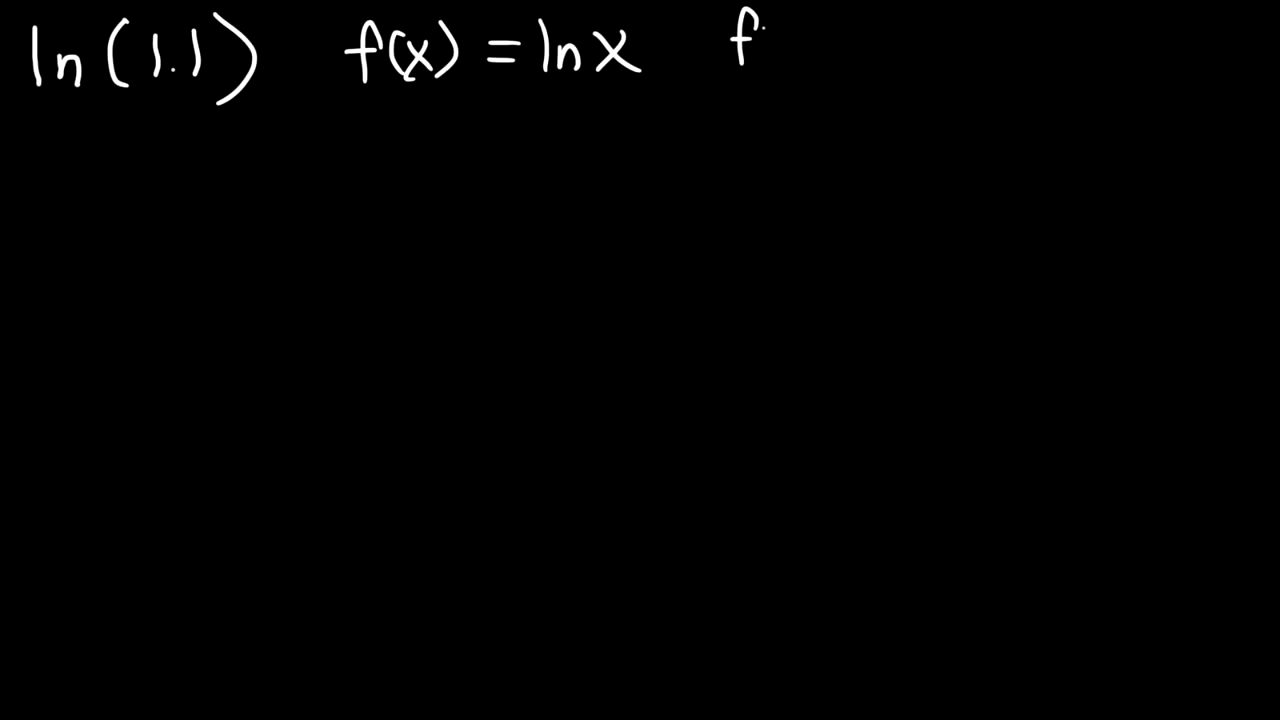 ln(1.1) f(x) = ln x f